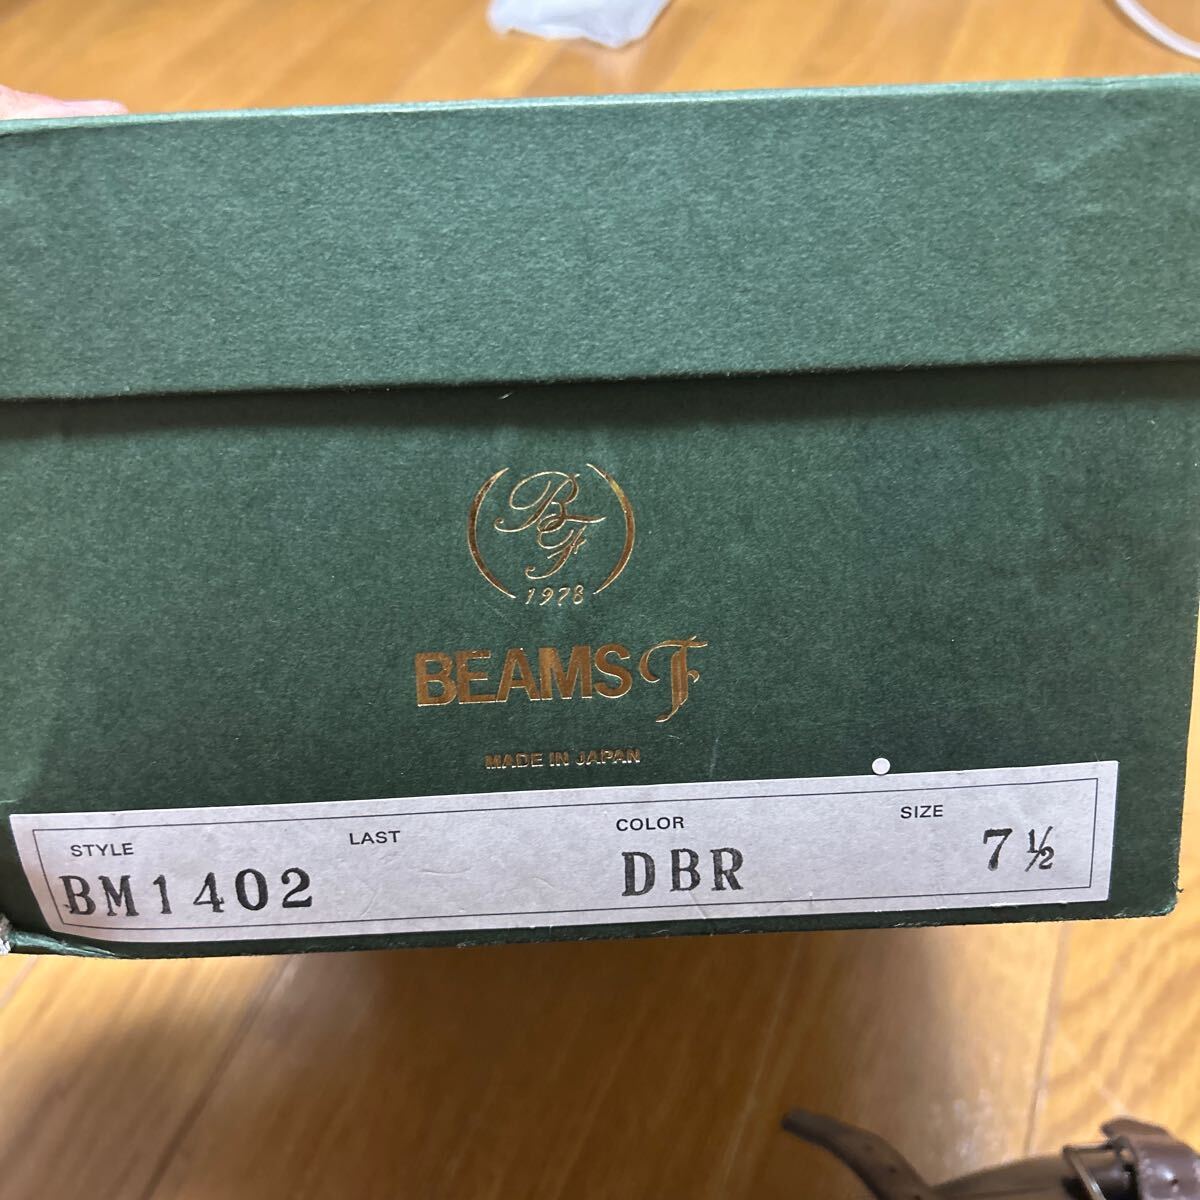 BF
1978
BEAMS F
MADE IN JAPAN
STYLE LAST COLOR SIZE
BM1402 DBR 7 ½